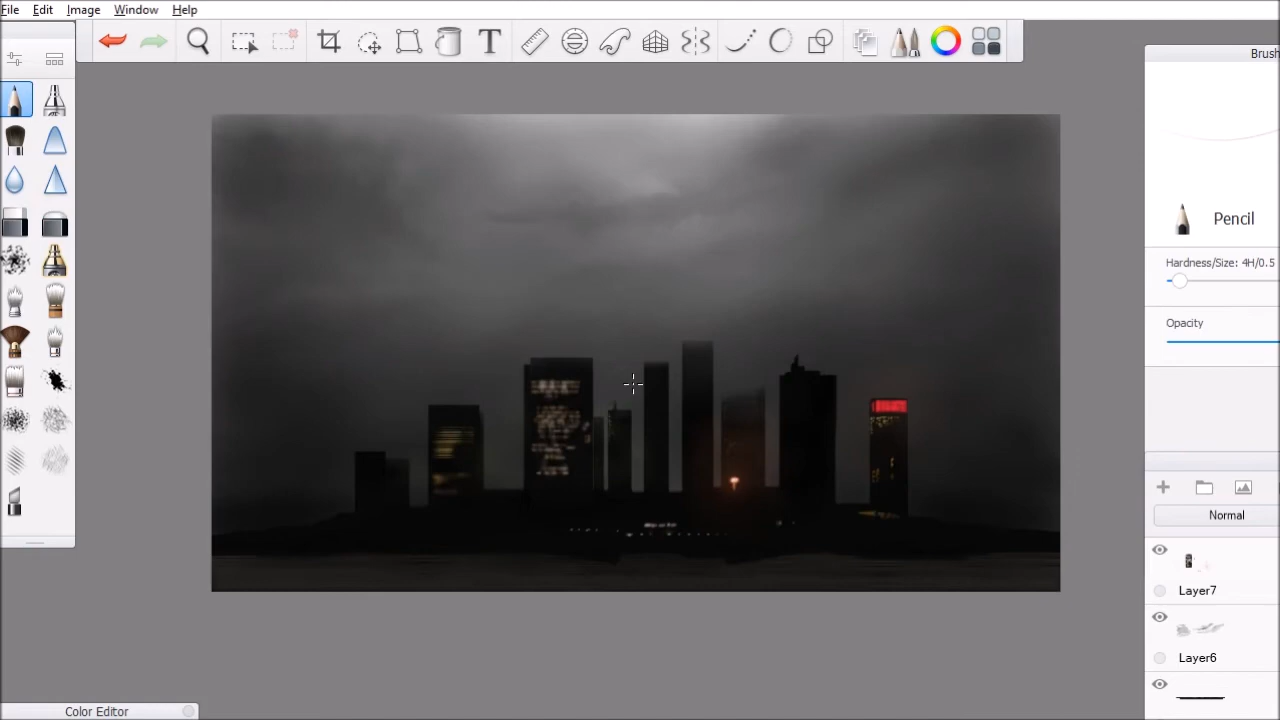 File Edit Image Window Help
T
Brush
Pencil
Hardness/Size: 4H/0.5
Opacity
Normal
Layer7
Layer6
Color Editor